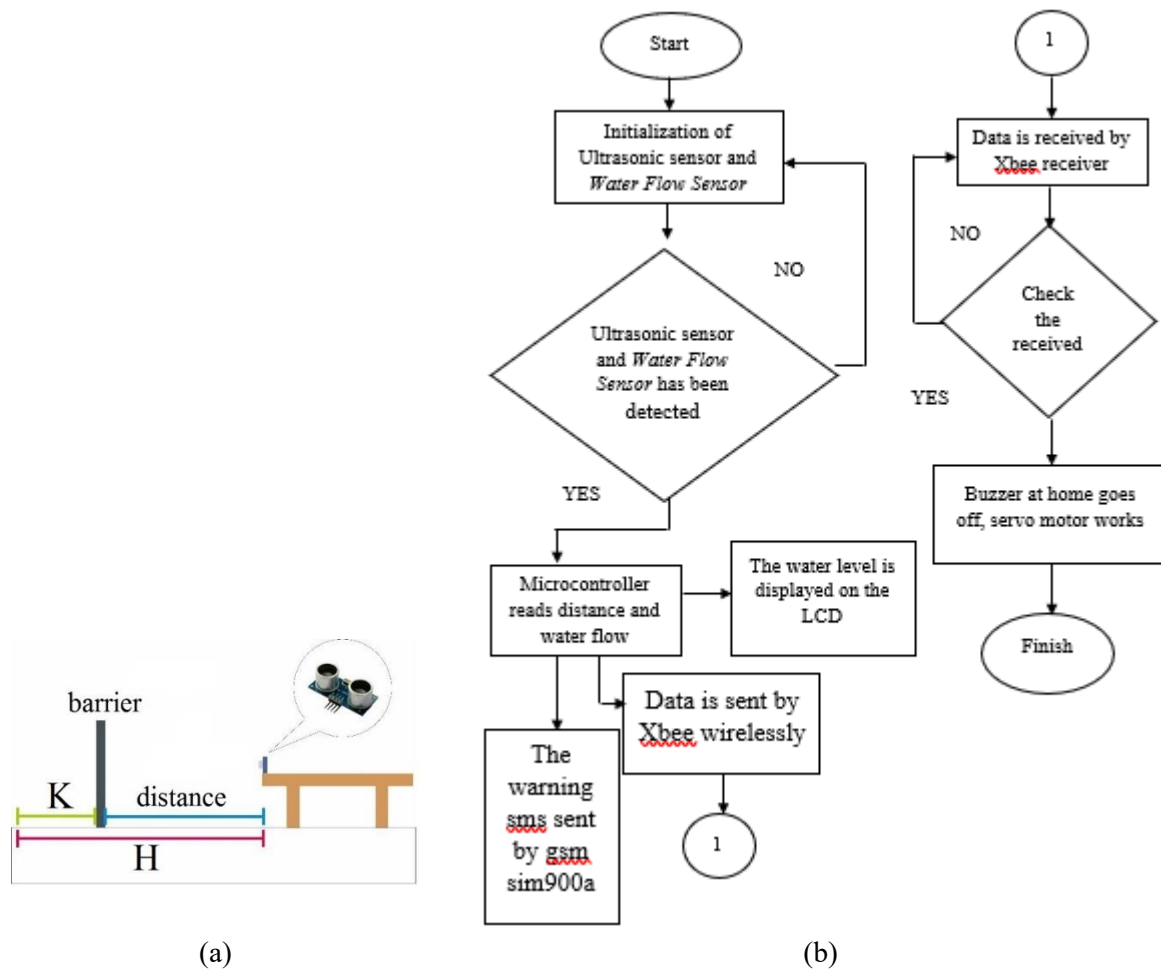 Start
Initialization of
Ultrasonic sensor and
Water Flow Sensor
NO
Ultrasonic sensor
and Water Flow
Sensor has been
detected
YES
Microcontroller
reads distance and
water flow
The water level is
displayed on the
LCD
Data is sent by
Xbee wirelessly
The
warning
sms sent
by gsm
sim900a
1
1
Data is received by
Xbee receiver
NO
Check
the
received
YES
Buzzer at home goes
off, servo motor works
Finish
barrier
K
distance
H
(a)
(b)